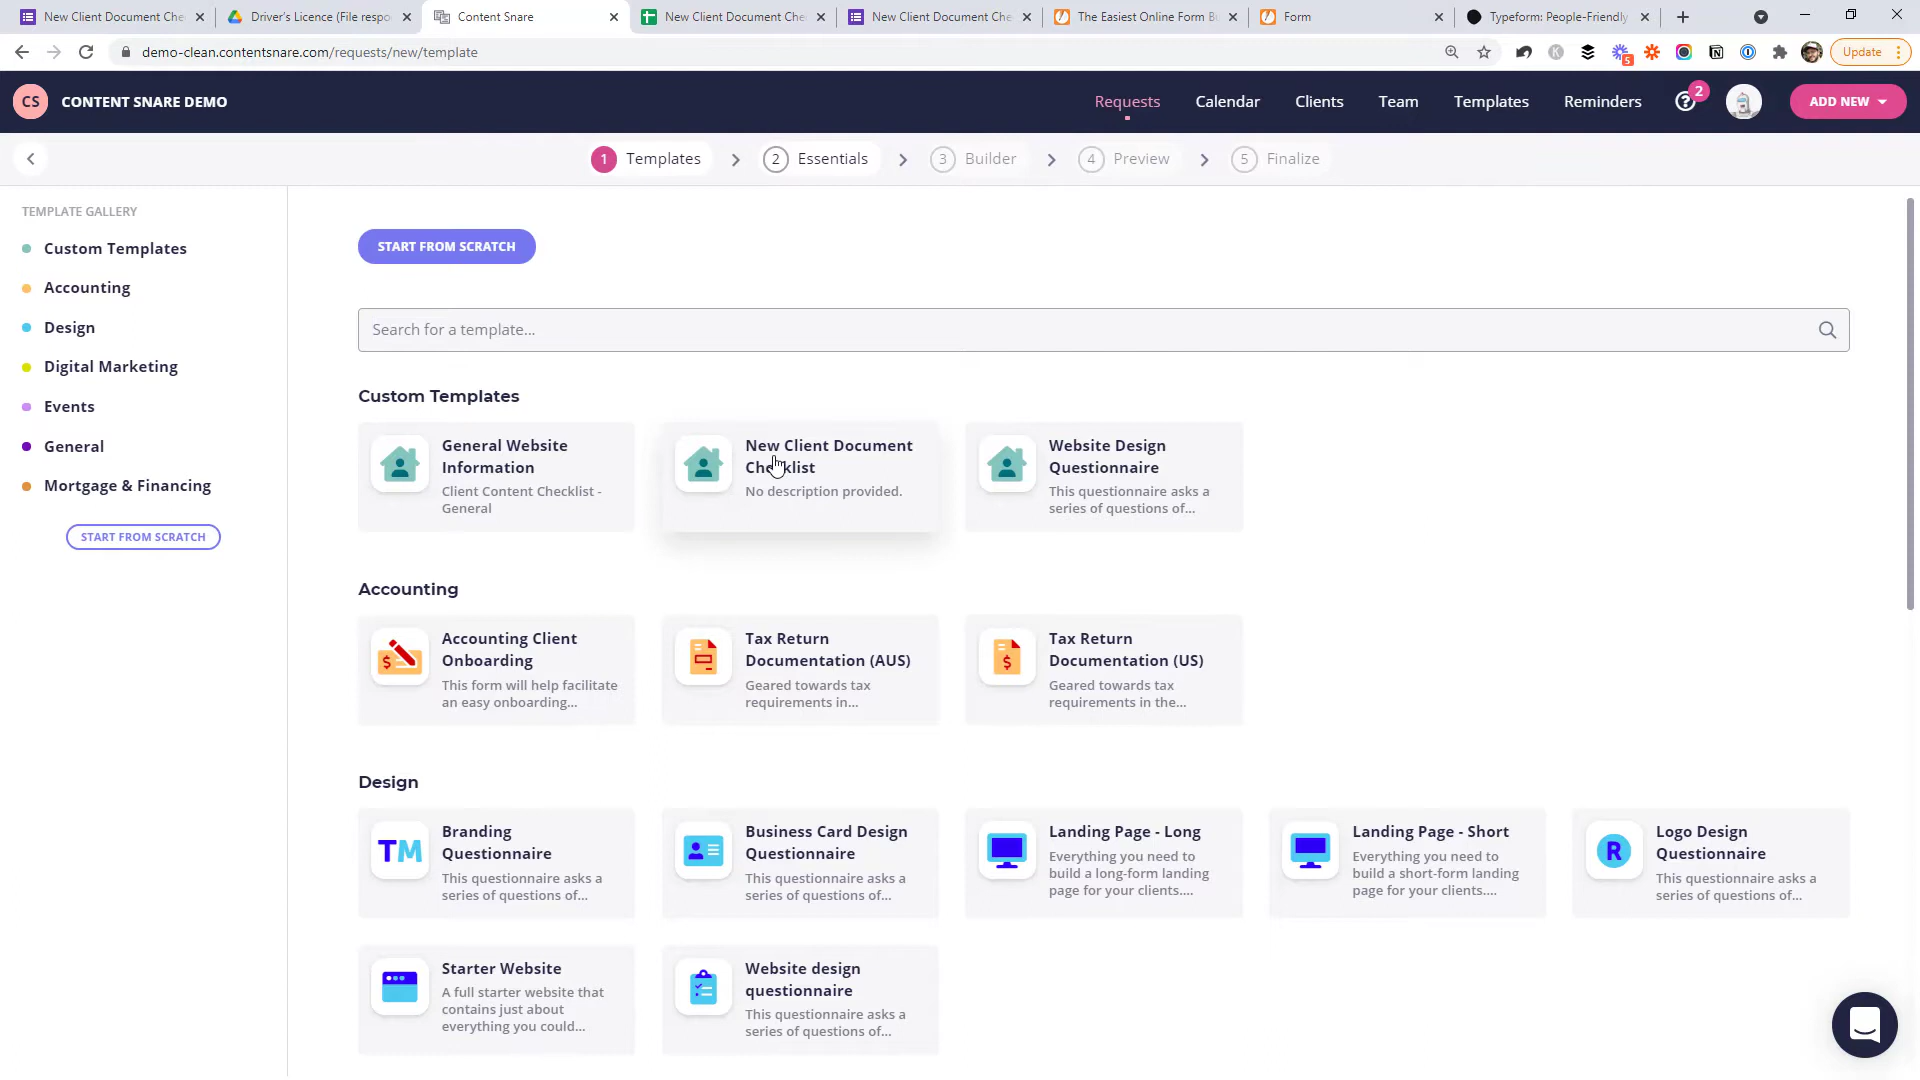 New Client Document Che
Driver's Licence (File respo
Content Snare
New Client Document Che
New Client Document Che
The Easiest Online Form B
Form
Typeform: People-Friendly
demo-clean.contentsnare.com/requests/new/template
5
Update
CS
CONTENT SNARE DEMO
Requests
Calendar
Clients
Team
Templates
Reminders
2
ADD NEW
1 Templates
2 Essentials
3 Builder
4 Preview
5 Finalize
TEMPLATE GALLERY
Custom Templates
Accounting
Design
Digital Marketing
Events
General
Mortgage & Financing
START FROM SCRATCH
START FROM SCRATCH
Search for a template...
Custom Templates
General Website
Information
Client Content Checklist -
General
New Client Document
Checklist
No description provided.
Website Design
Questionnaire
This questionnaire asks a
series of questions of...
Accounting
Accounting Client
Onboarding
This form will help facilitate
an easy onboarding...
Tax Return
Documentation (AUS)
Geared towards tax
requirements in...
Tax Return
Documentation (US)
Geared towards tax
requirements in the...
Design
TM
Branding
Questionnaire
This questionnaire asks a
series of questions of...
Business Card Design
Questionnaire
This questionnaire asks a
series of questions of...
Landing Page - Long
Everything you need to
build a long-form landing
page for your clients....
Landing Page - Short
Everything you need to
build a short-form landing
page for your clients....
R
Logo Design
Questionnaire
This questionnaire asks a
series of questions of...
Starter Website
A full starter website that
contains just about
everything you could...
Website design
questionnaire
This questionnaire asks a
series of questions of...